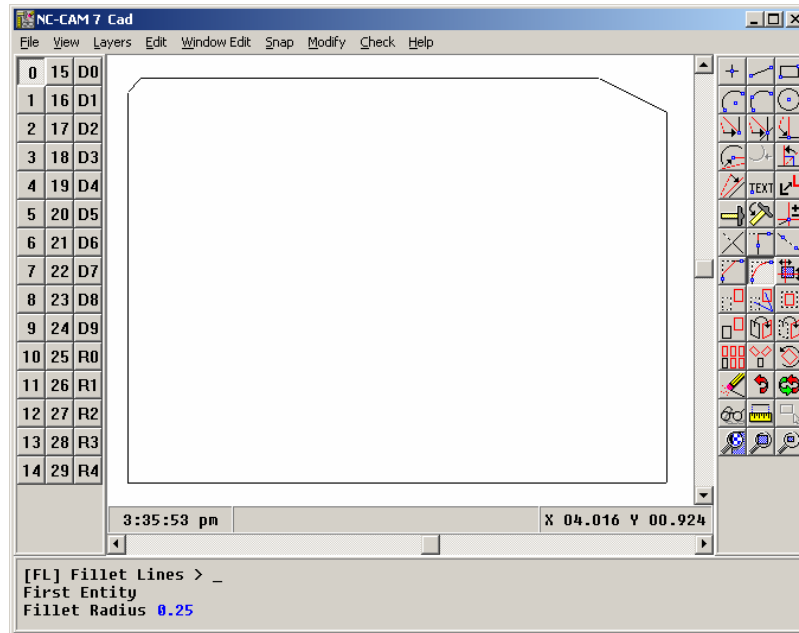 NC-CAM 7 Cad
File View Layers Edit Window Edit Snap Modify Check Help
0 15 D0
1 16 D1
2 17 D2
3 18 D3
4 19 D4
5 20 D5
6 21 D6
7 22 D7
8 23 D8
9 24 D9
10 25 R0
11 26 R1
12 27 R2
13 28 R3
14 29 R4
TEXT
3:35:53 pm
X 04.016 Y 00.924
[FL] Fillet Lines > _
First Entity
Fillet Radius 0.25